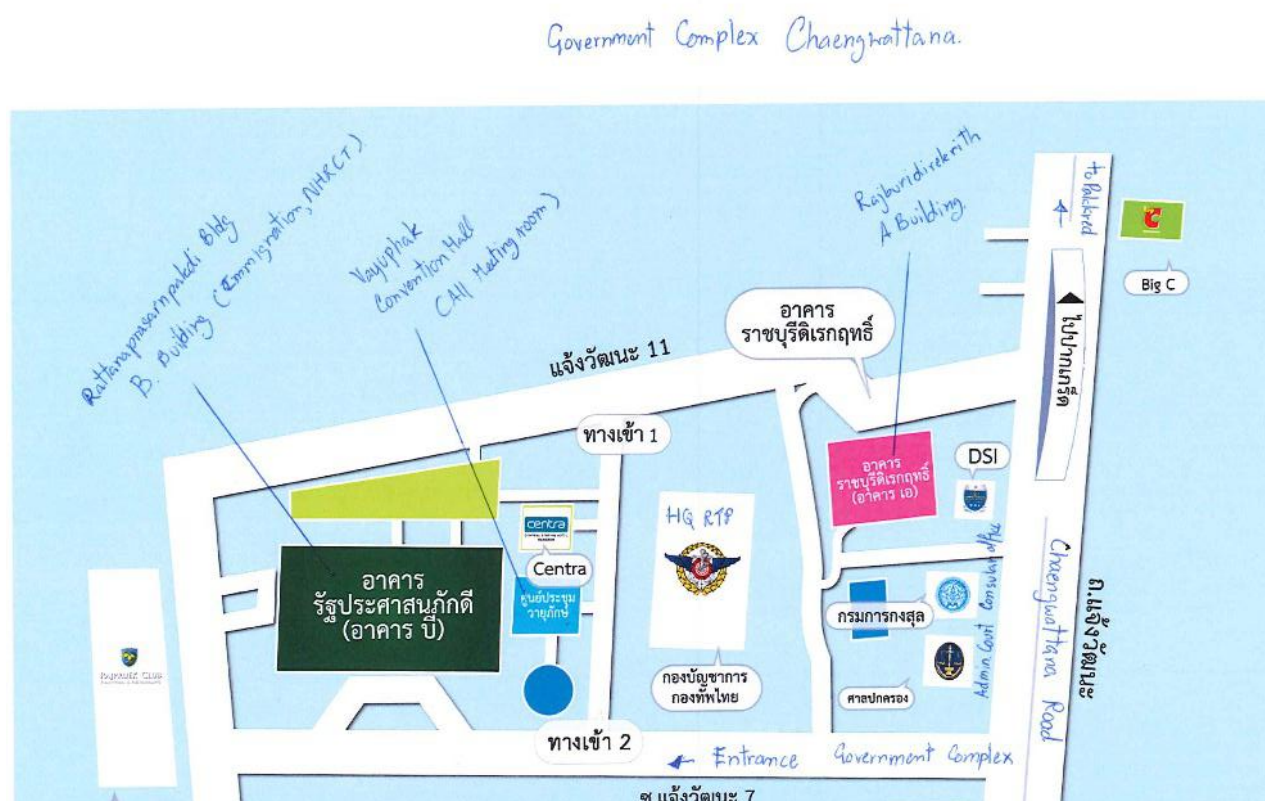 Government Complex Chaengwattana.
Rattanaprasarnpakdi Bldg
B. Building (Immigration, NHRCT)
Vayuphak
Convention Hall
(All Meeting room)
Rajburidirekrith
A Building.
to Pakkred
Big C
ไปปากเกร็ด
อาคาร
ราชบุรีดิเรกฤทธิ์
แจ้งวัฒนะ 11
ทางเข้า 1
อาคาร
ราชบุรีดิเรกฤทธิ์
(อาคาร เอ)
DSI
HQ RTP
centra
Centra
อาคาร
รัฐประศาสนภักดี
(อาคาร บี)
ศูนย์ประชุม
วายุภักษ์
กรมการกงสุล
Consular office
Admin Court
ศาลปกครอง
กองบัญชาการ
กองทัพไทย
RAJPRUEK CLUB
Chaengwattana Road
ถ.แจ้งวัฒนะ
ทางเข้า 2
Entrance Government Complex
ซ.แจ้งวัฒนะ 7